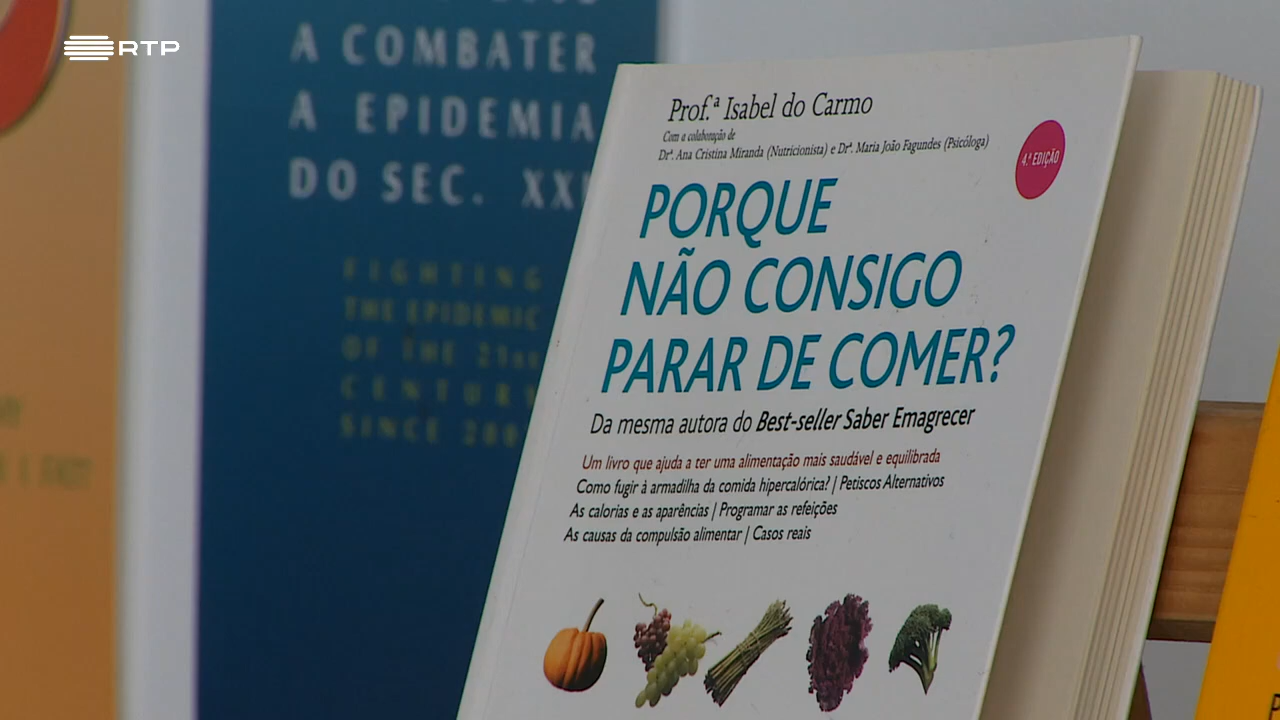 RTP
A COMBATER
A EPIDEMIA
DO SEC. XXI
FIGHTING
THE EPIDEMIC
OF THE 21st
CENTURY
SINCE
Prof.ª Isabel do Carmo
Com a colaboração de
Drª. Ana Cristina Miranda (Nutricionista) e Drª. Maria João Fagundes (Psicóloga)
4.ª EDIÇÃO
PORQUE
NÃO CONSIGO
PARAR DE COMER?
Da mesma autora do Best-seller Saber Emagrecer
Um livro que ajuda a ter uma alimentação mais saudável e equilibrada
Como fugir à armadilha da comida hipercalórica? | Petiscos Alternativos
As calorias e as aparências | Programar as refeições
As causas da compulsão alimentar | Casos reais